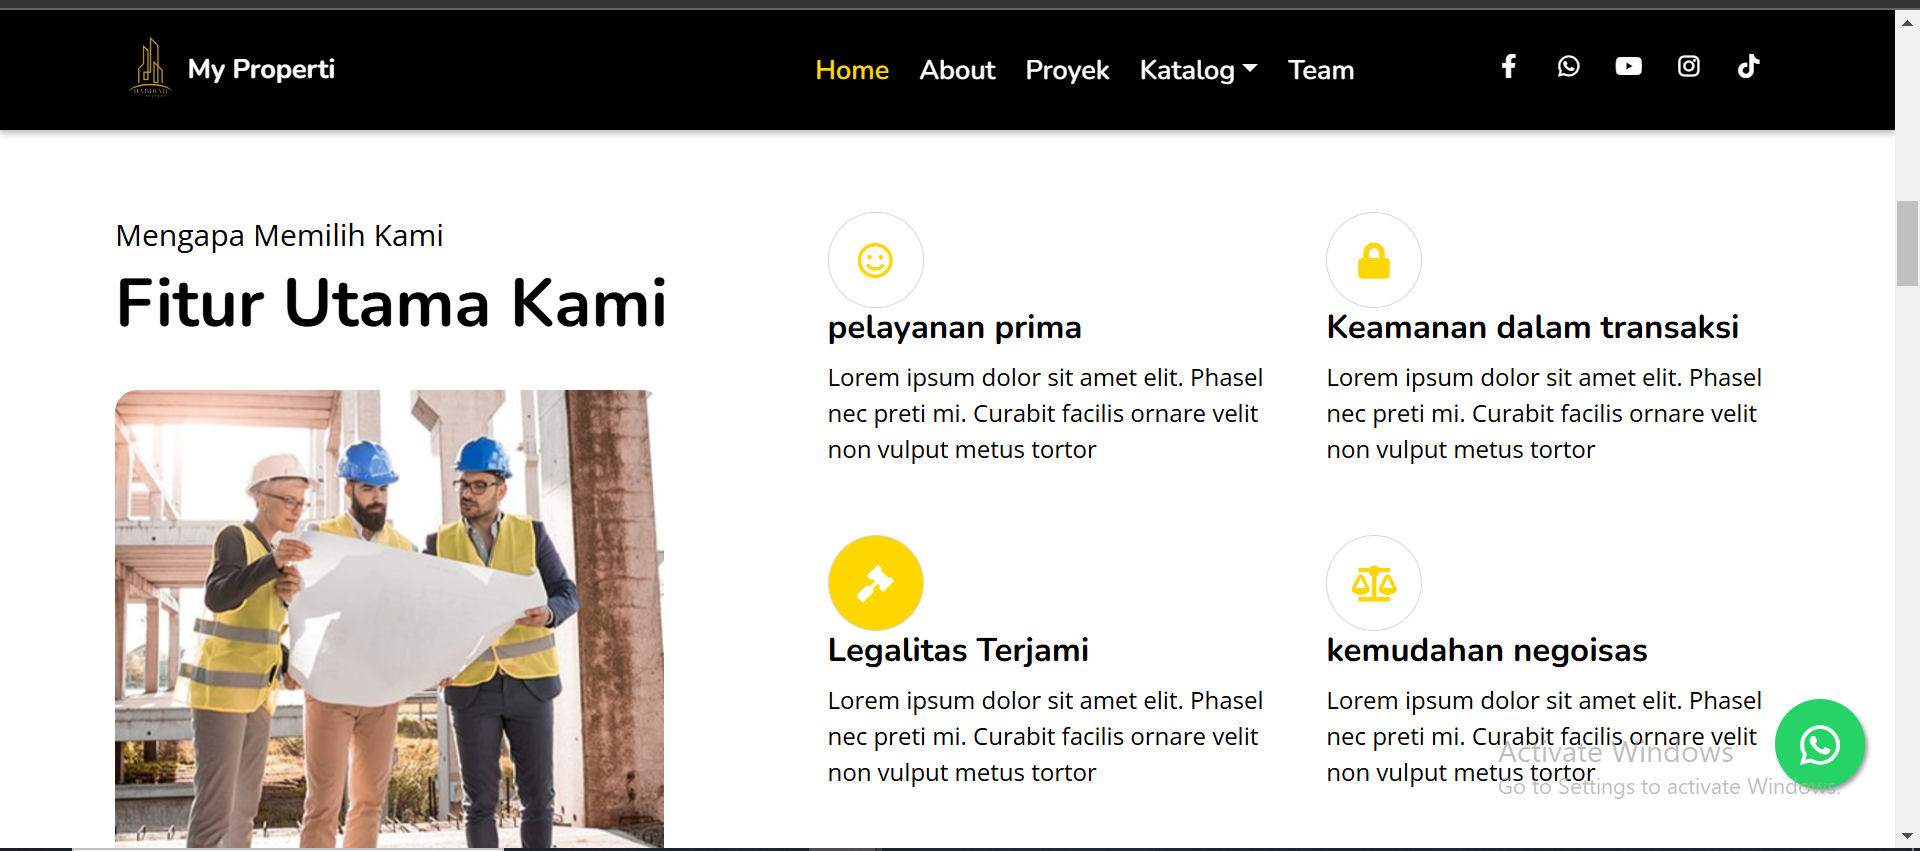 My Properti
Home About Proyek Katalog Team
Mengapa Memilih Kami
Fitur Utama Kami
pelayanan prima
Lorem ipsum dolor sit amet elit. Phasel
nec preti mi. Curabit facilis ornare velit
non vulput metus tortor
Keamanan dalam transaksi
Lorem ipsum dolor sit amet elit. Phasel
nec preti mi. Curabit facilis ornare velit
non vulput metus tortor
Legalitas Terjami
Lorem ipsum dolor sit amet elit. Phasel
nec preti mi. Curabit facilis ornare velit
non vulput metus tortor
kemudahan negoisas
Lorem ipsum dolor sit amet elit. Phasel
nec preti mi. Curabit facilis ornare velit
non vulput metus tortor
Activate Windows
Go to Settings to activate Windows.